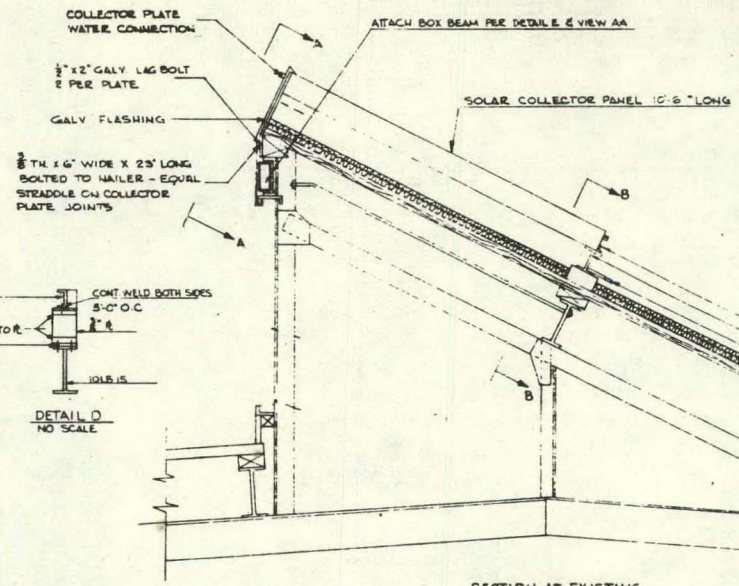 COLLECTOR PLATE
WATER CONNECTION
A
ATTACH BOX BEAM PER DETAIL E & VIEW AA
½" X 2" GALV. LAG BOLT
2 PER PLATE
SOLAR COLLECTOR PANEL 10'-6" LONG
GALV. FLASHING
⅜ TH. X 6" WIDE X 23" LONG
BOLTED TO NAILER - EQUAL
STRADDLE ON COLLECTOR
PLATE JOINTS
B
A
CONT. WELD BOTH SIDES
5'-0" O.C.
10 LB 15
DETAIL D
NO SCALE
B
SECTION AT EXISTING